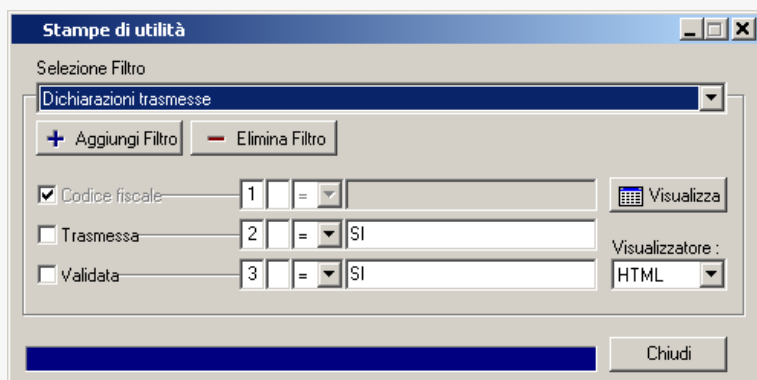 Stampe di utilità
Selezione Filtro
Dichiarazioni trasmesse
Aggiungi Filtro
Elimina Filtro
Codice fiscale 1 =
Visualizza
Trasmessa 2 = SI
Visualizzatore :
Validata 3 = SI
HTML
Chiudi